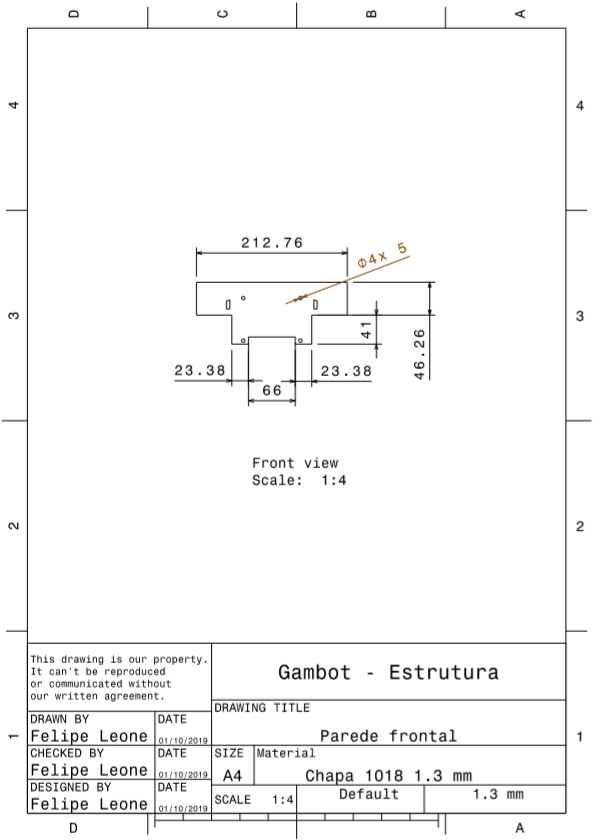 D C B A
4 4
212.76
Φ4x 5
3 3
41
46.26
23.38 23.38
66
Front view
Scale: 1:4
2 2
This drawing is our property.
It can't be reproduced
or communicated without
our written agreement.
Gambot - Estrutura
DRAWING TITLE
Parede frontal
DRAWN BY DATE
Felipe Leone 01/10/2019
CHECKED BY DATE
Felipe Leone 01/10/2019
DESIGNED BY DATE
Felipe Leone 01/10/2019
SIZE Material
A4 Chapa 1018 1.3 mm
SCALE 1:4 Default 1.3 mm
1 1
D A